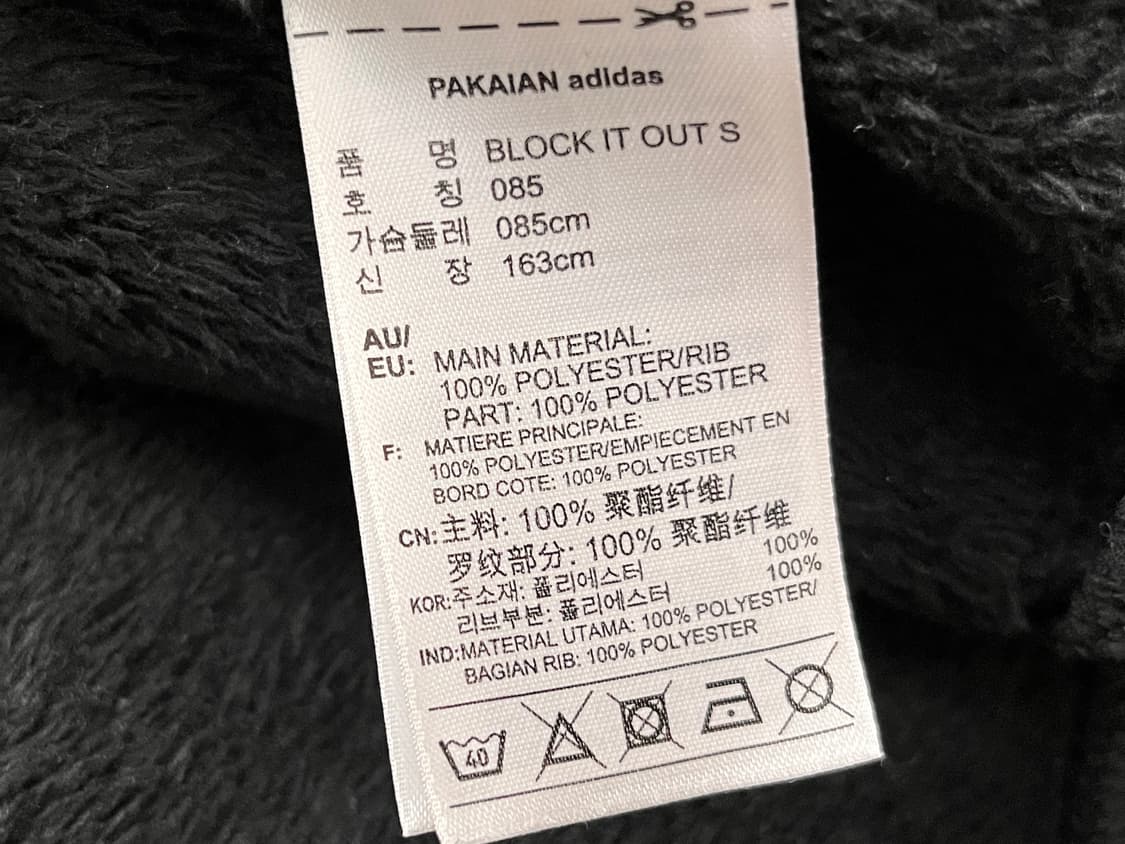 PAKAIAN adidas
품 명 BLOCK IT OUT S
호 칭 085
가슴둘레 085cm
신 장 163cm
AU/
EU: MAIN MATERIAL:
100% POLYESTER/RIB
PART: 100% POLYESTER
F: MATIERE PRINCIPALE:
100% POLYESTER/EMPIECEMENT EN
BORD COTE: 100% POLYESTER
CN: 主料: 100% 聚酯纤维/
罗纹部分: 100% 聚酯纤维
KOR:주소재: 폴리에스터 100%
리브부분: 폴리에스터 100%
IND:MATERIAL UTAMA: 100% POLYESTER/
BAGIAN RIB: 100% POLYESTER
40